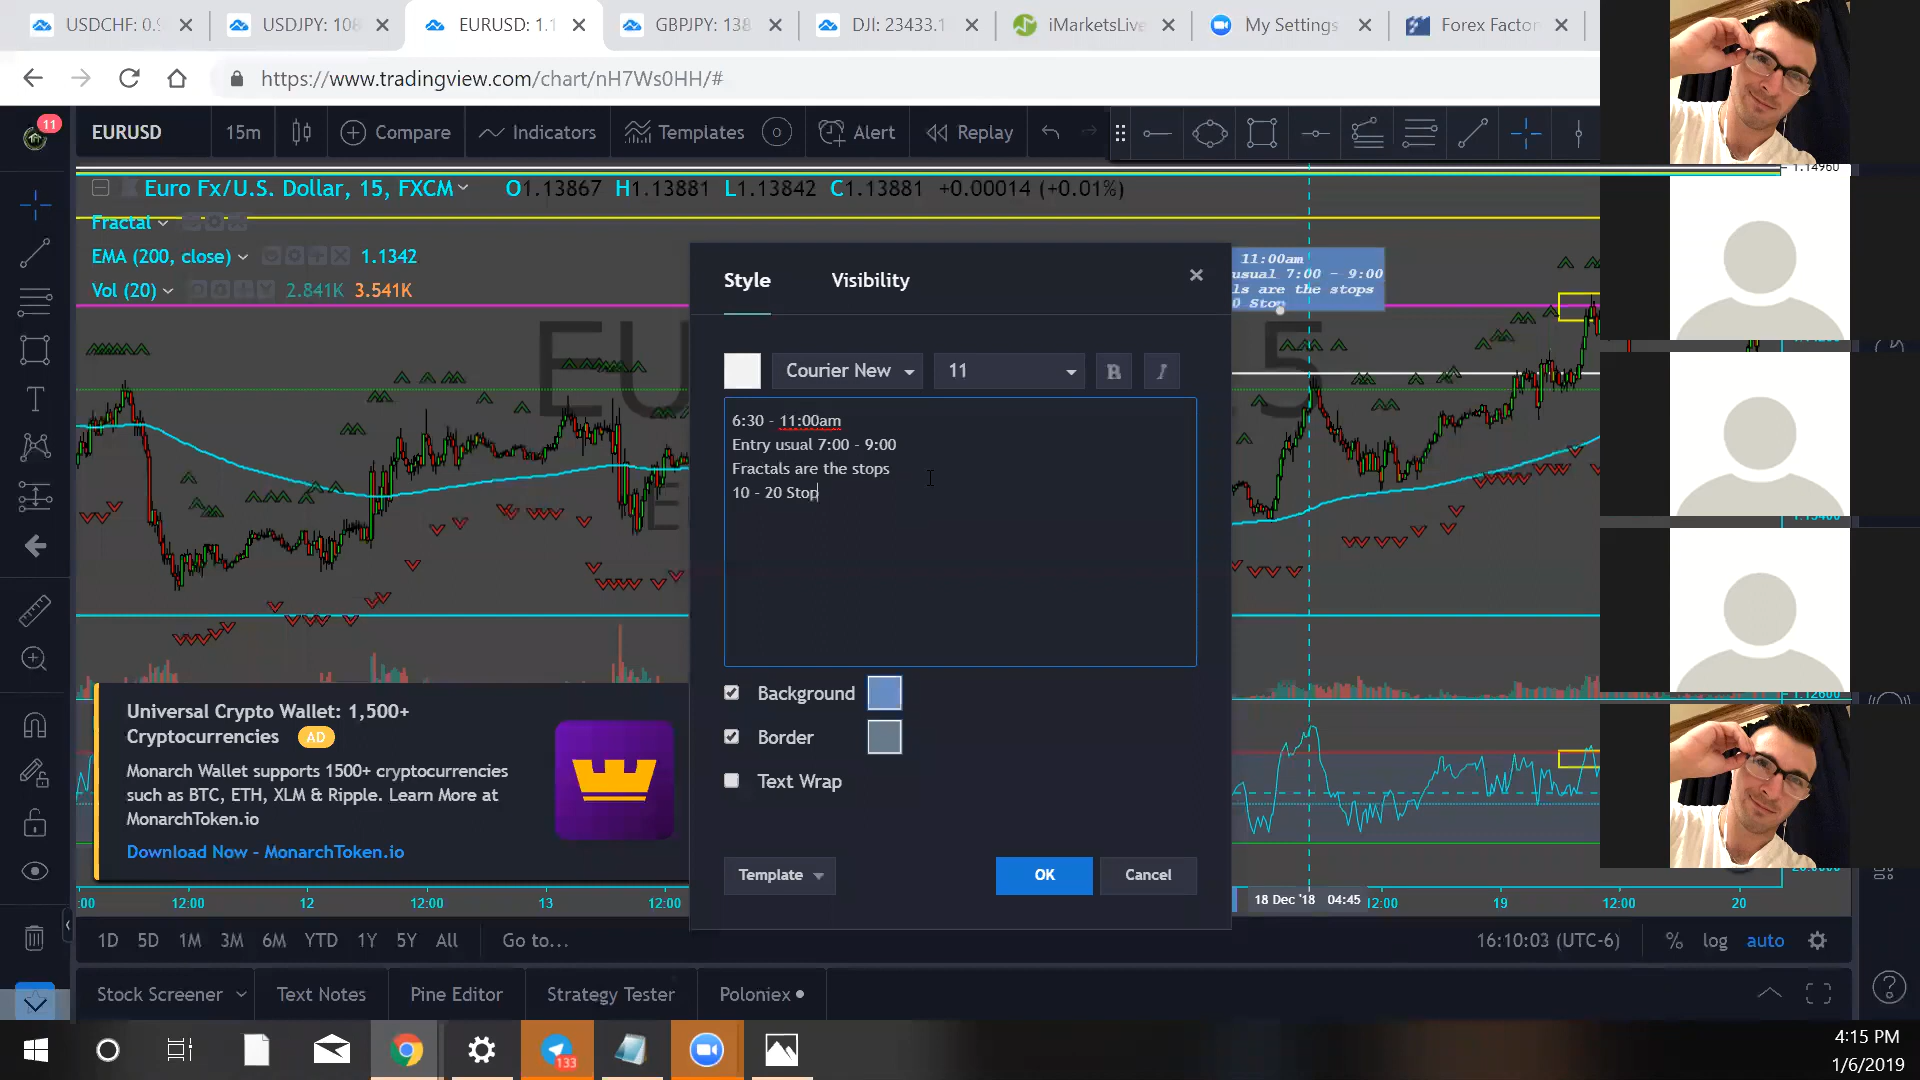 USDCHF: 0.9
USDJPY: 108
EURUSD: 1.1
GBPJPY: 138
DJI: 23433.1
iMarketsLive
My Settings
Forex Factor
https://www.tradingview.com/chart/nH7Ws0HH/#
11
EURUSD
15m
Compare
Indicators
Templates
Alert
Replay
Euro Fx/U.S. Dollar, 15, FXCM
O1.13867 H1.13881 L1.13842 C1.13881 +0.00014 (+0.01%)
1.14960
Fractal
EMA (200, close)
1.1342
Vol (20)
2.841K 3.541K
Style
Visibility
11:00am
usual 7:00 - 9:00
ls are the stops
0 Stop
Courier New
11
B
I
6:30 - 11:00am
Entry usual 7:00 - 9:00
Fractals are the stops
10 - 20 Stop
Background
Border
Text Wrap
1.12600
Universal Crypto Wallet: 1,500+
Cryptocurrencies AD
Monarch Wallet supports 1500+ cryptocurrencies
such as BTC, ETH, XLM & Ripple. Learn More at
MonarchToken.io
Download Now - MonarchToken.io
Template
OK
Cancel
:00
12:00
12
12:00
13
12:00
18 Dec '18 04:45
12:00
19
12:00
20
1D 5D 1M 3M 6M YTD 1Y 5Y All
Go to...
16:10:03 (UTC-6)
%
log
auto
Stock Screener
Text Notes
Pine Editor
Strategy Tester
Poloniex
133
4:15 PM
1/6/2019